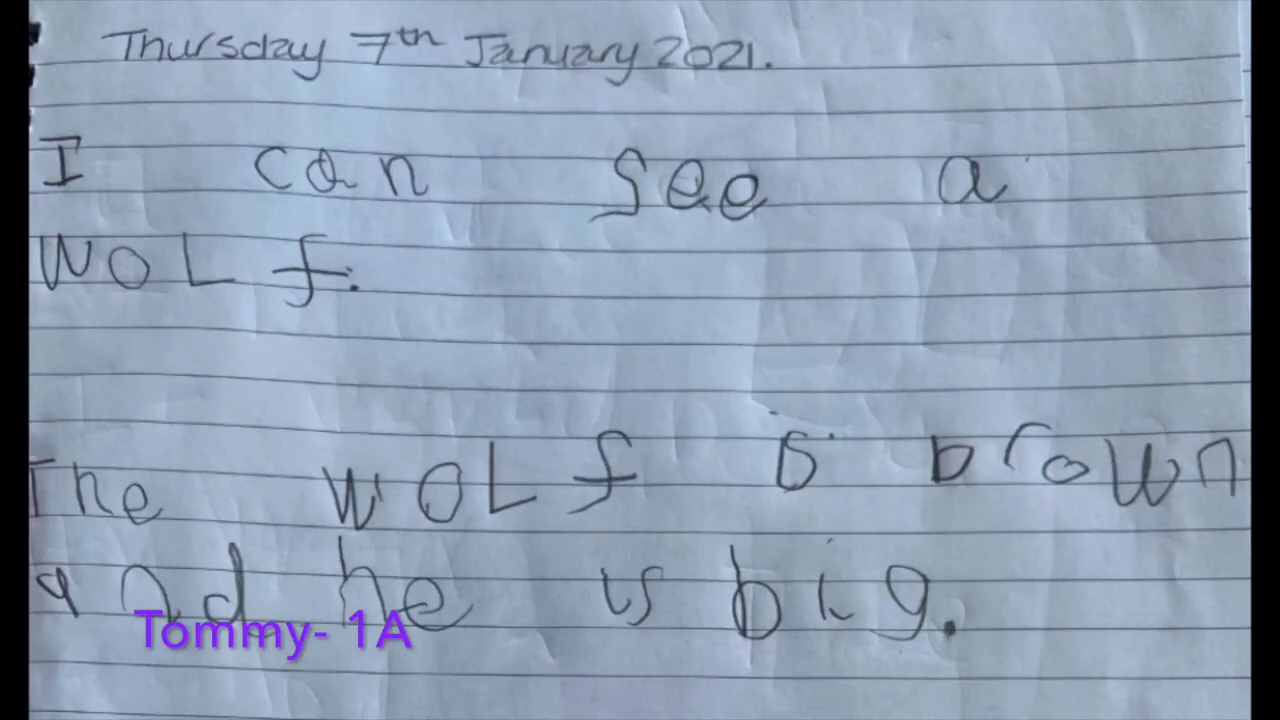 Thursday 7th January 2021.
I can see a
WOLf.
The WOLf is brown
and he is big.
Tommy- 1A